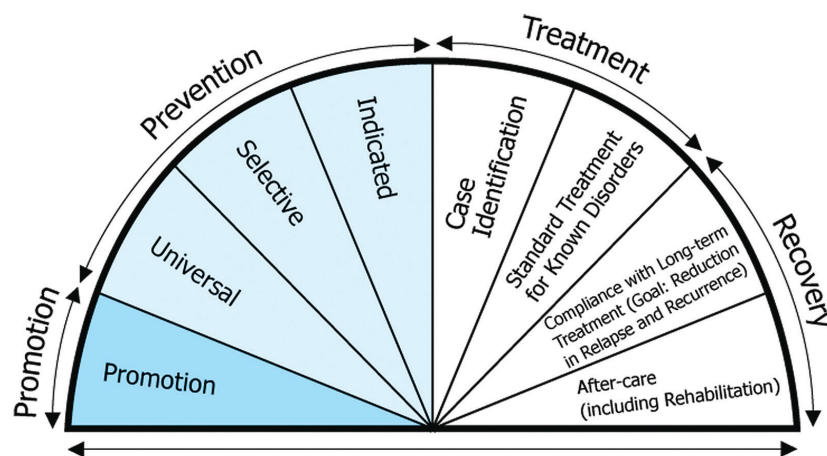 Promotion
Prevention
Treatment
Recovery
Promotion
Universal
Selective
Indicated
Case
Identification
Standard Treatment
for Known Disorders
Compliance with Long-term
Treatment (Goal: Reduction
in Relapse and Recurrence)
After-care
(including Rehabilitation)